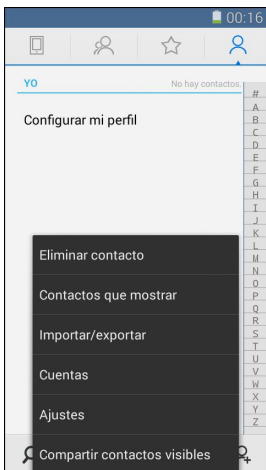 00:16
YO
No hay contactos.
Configurar mi perfil
#
A
B
C
D
E
F
G
H
I
J
K
L
M
N
O
P
Q
R
S
T
U
V
W
X
Y
Z
Eliminar contacto
Contactos que mostrar
Importar/exportar
Cuentas
Ajustes
Compartir contactos visibles